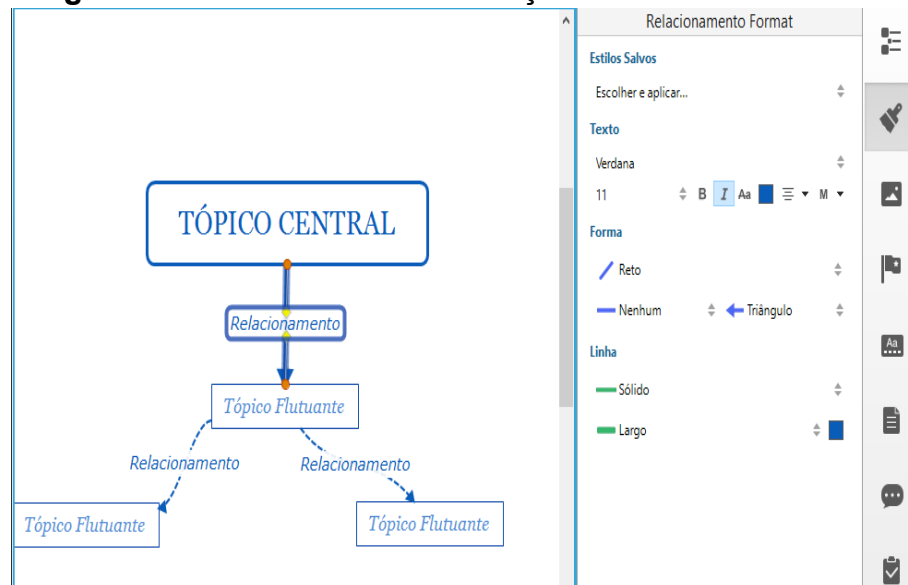 Relacionamento Format
Estilos Salvos
Escolher e aplicar...
Texto
Verdana
11
B I Aa M
Forma
Reto
Nenhum Triângulo
Linha
Sólido
Largo
TÓPICO CENTRAL
Relacionamento
Tópico Flutuante
Relacionamento Relacionamento
Tópico Flutuante Tópico Flutuante
Aa